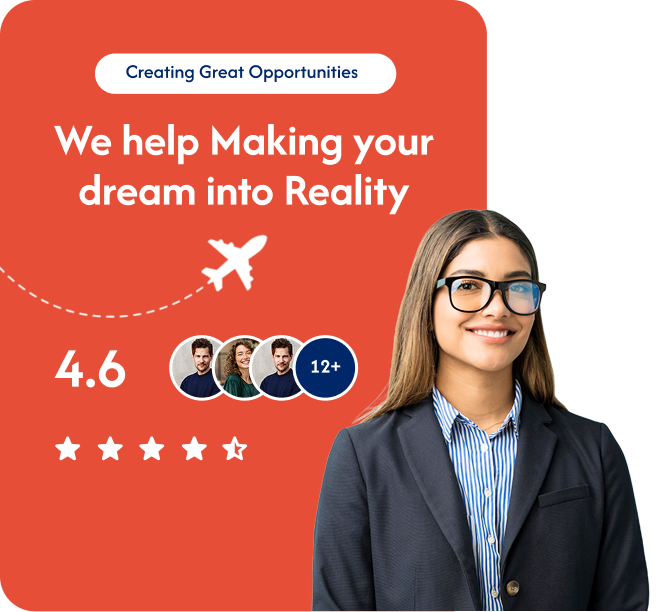 Creating Great Opportunities
We help Making your
dream into Reality
4.6
12+